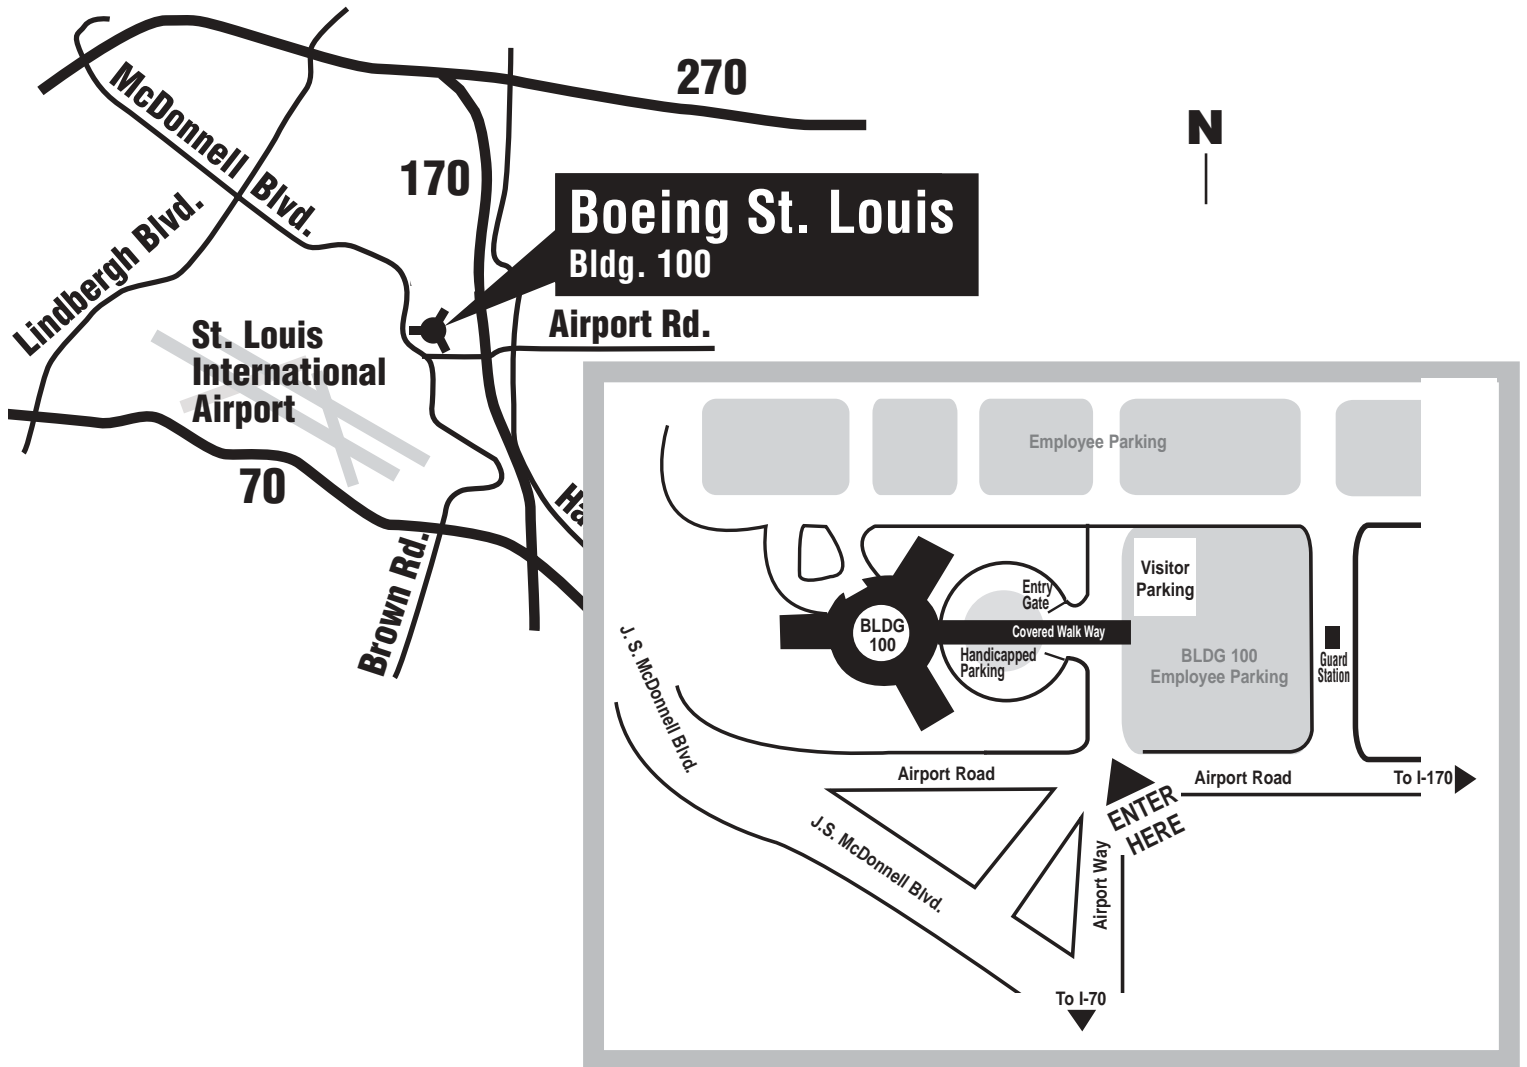 270
N
McDonnell Blvd.
170
Boeing St. Louis
Bldg. 100
Lindbergh Blvd.
Airport Rd.
St. Louis
International
Airport
70
Brown Rd.
Employee Parking
Visitor
Parking
Entry
Gate
BLDG
100
Covered Walk Way
Handicapped
Parking
BLDG 100
Employee Parking
Guard
Station
J. S. McDonnell Blvd.
Airport Road
Airport Road
To I-170
ENTER
HERE
J.S. McDonnell Blvd.
Airport Way
To I-70